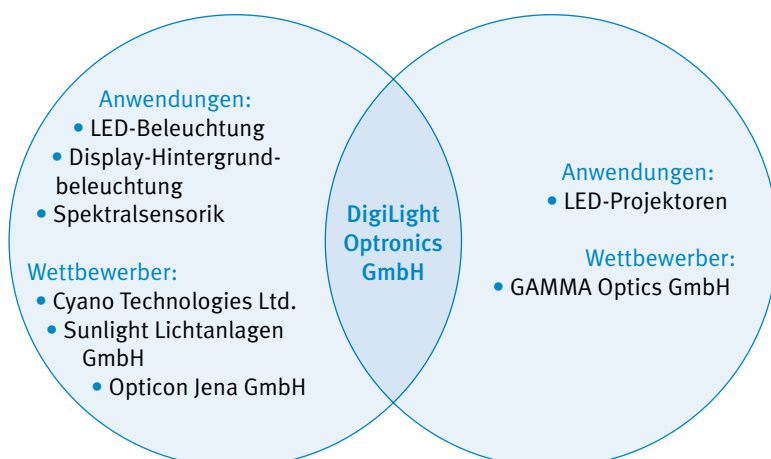 Anwendungen:
• LED-Beleuchtung
• Display-Hintergrund-
beleuchtung
• Spektralsensorik
Wettbewerber:
• Cyano Technologies Ltd.
• Sunlight Lichtanlagen
GmbH
• Opticon Jena GmbH
DigiLight
Optronics
GmbH
Anwendungen:
• LED-Projektoren
Wettbewerber:
• GAMMA Optics GmbH